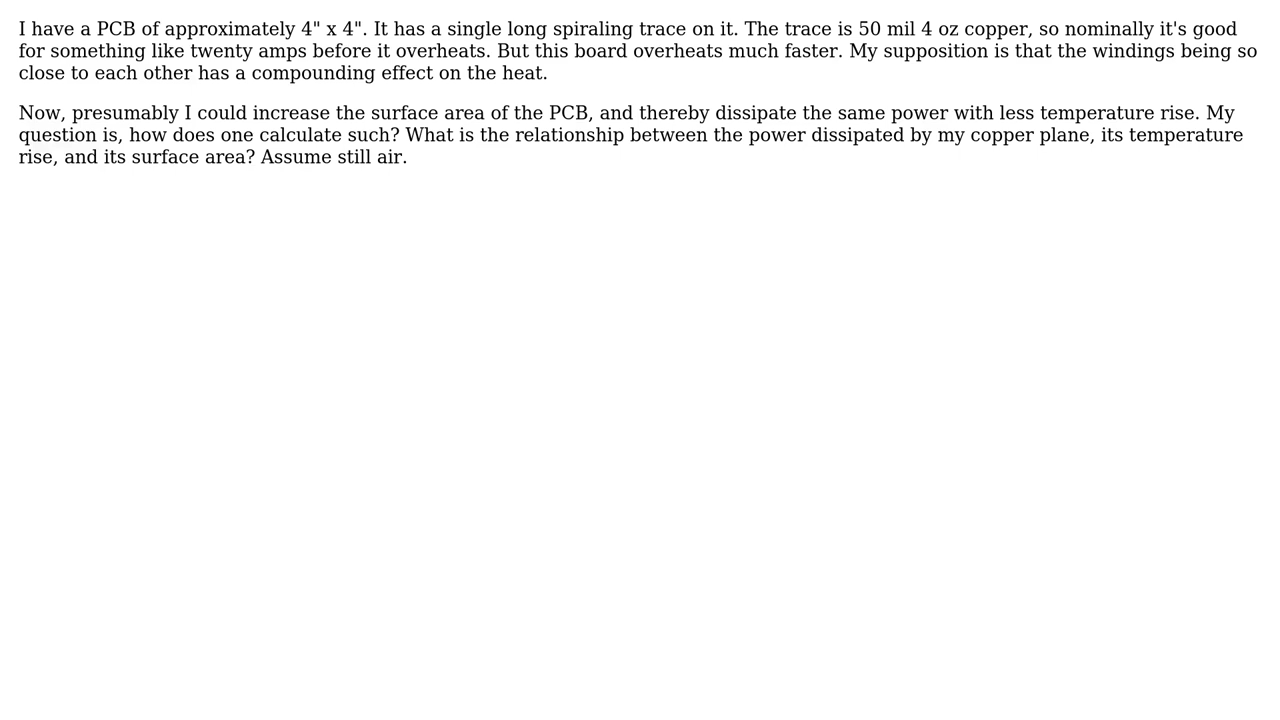 I have a PCB of approximately 4" x 4". It has a single long spiraling trace on it. The trace is 50 mil 4 oz copper, so nominally it's good
for something like twenty amps before it overheats. But this board overheats much faster. My supposition is that the windings being so
close to each other has a compounding effect on the heat.
Now, presumably I could increase the surface area of the PCB, and thereby dissipate the same power with less temperature rise. My
question is, how does one calculate such? What is the relationship between the power dissipated by my copper plane, its temperature
rise, and its surface area? Assume still air.